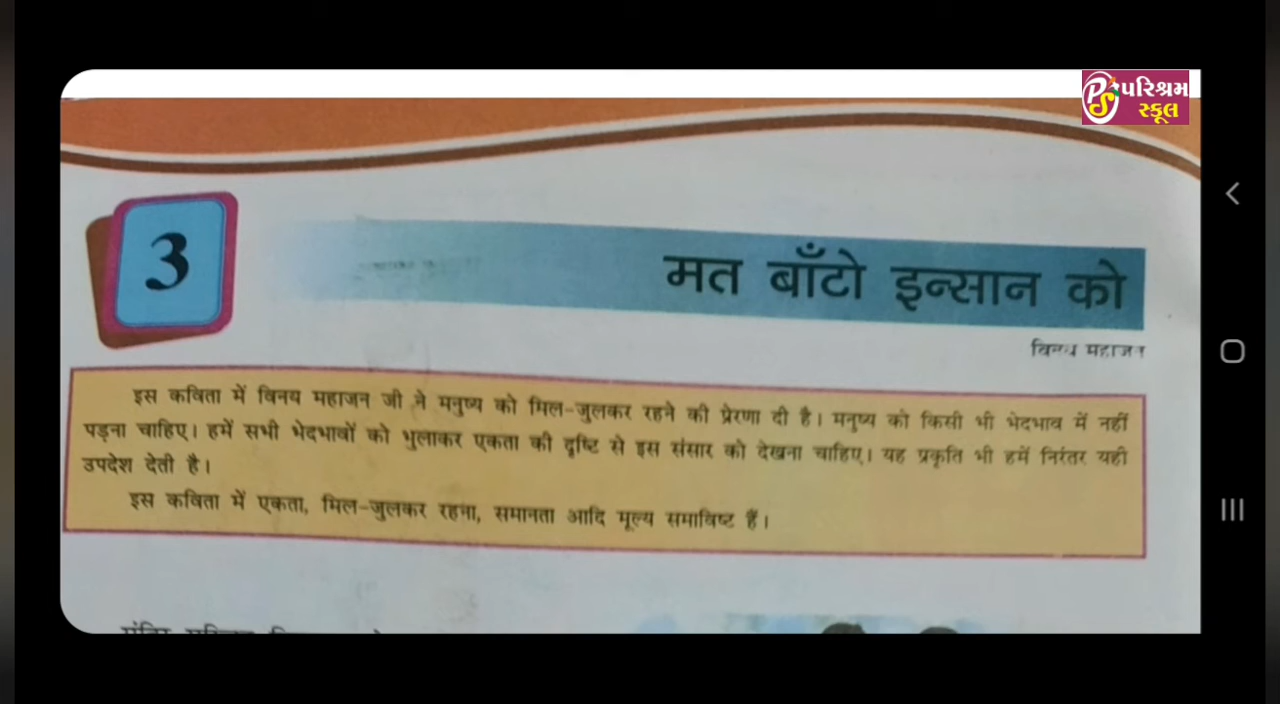 પરિશ્રમ
સ્કૂલ
3
मत बाँटो इन्सान को
विनय महाजन
इस कविता में विनय महाजन जी ने मनुष्य को मिल-जुलकर रहने की प्रेरणा दी है। मनुष्य को किसी भी भेदभाव में नहीं
पड़ना चाहिए। हमें सभी भेदभावों को भुलाकर एकता की दृष्टि से इस संसार को देखना चाहिए। यह प्रकृति भी हमें निरंतर यही
उपदेश देती है।
इस कविता में एकता, मिल-जुलकर रहना, समानता आदि मूल्य समाविष्ट हैं।